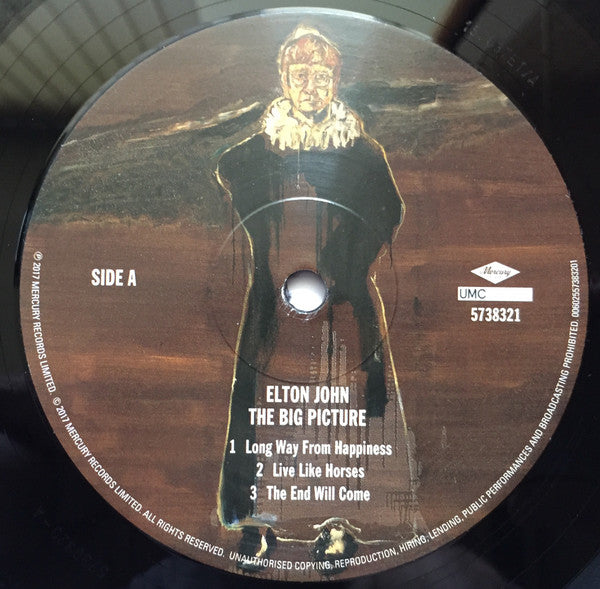 SIDE A
Mercury
UMC
5738321
ELTON JOHN
THE BIG PICTURE
1 Long Way From Happiness
2 Live Like Horses
3 The End Will Come
℗ 2017 MERCURY RECORDS LIMITED. © 2017 MERCURY RECORDS LIMITED. ALL RIGHTS RESERVED. UNAUTHORISED COPYING, REPRODUCTION, HIRING, LENDING, PUBLIC PERFORMANCES AND BROADCASTING PROHIBITED. 00602557383201